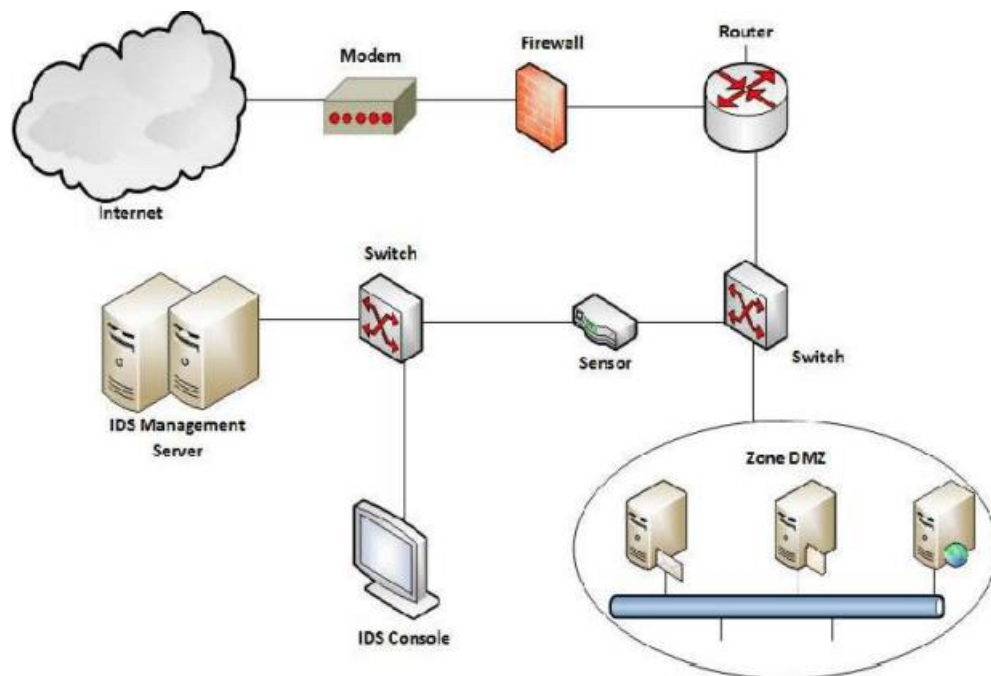 Modem
Firewall
Router
Internet
Switch
Sensor
Switch
IDS Management
Server
Zone DMZ
IDS Console